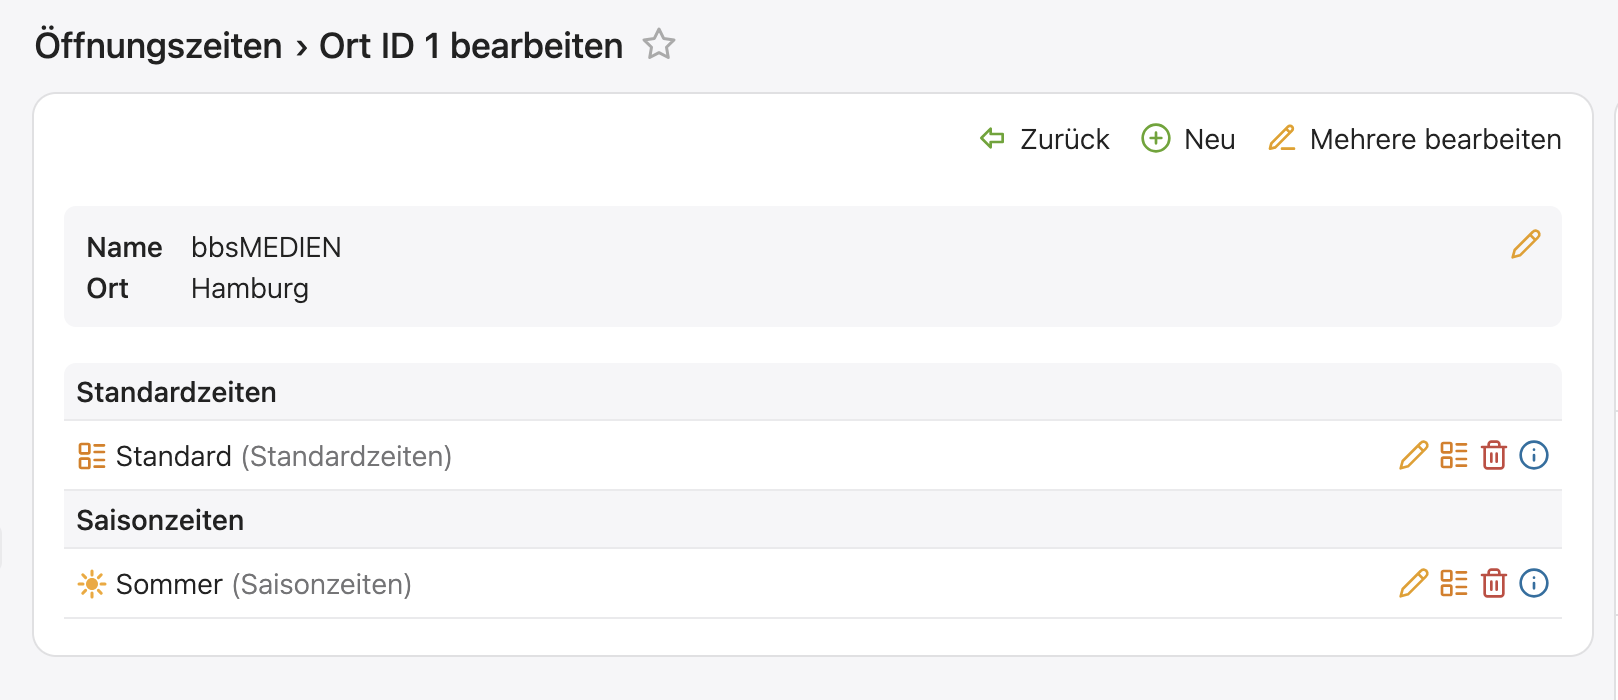 Öffnungszeiten › Ort ID 1 bearbeiten
Zurück Neu Mehrere bearbeiten
Name bbsMEDIEN
Ort Hamburg
Standardzeiten
Standard (Standardzeiten)
Saisonzeiten
Sommer (Saisonzeiten)